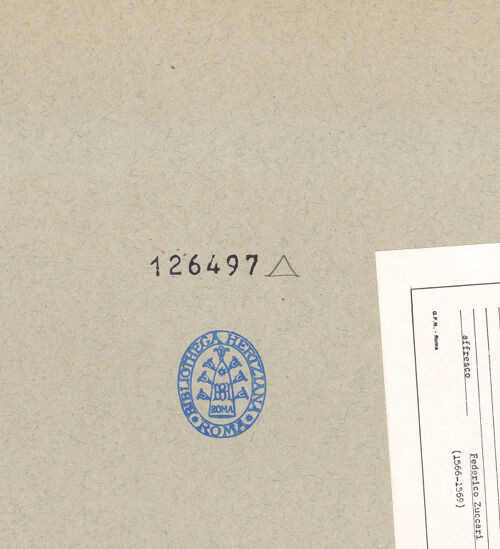 126497
BIBLIOTHECA HERTZIANA
ROMA
ROMA
G.F.N. - Roma
affresco
Federico Zuccari
(1566-1569)